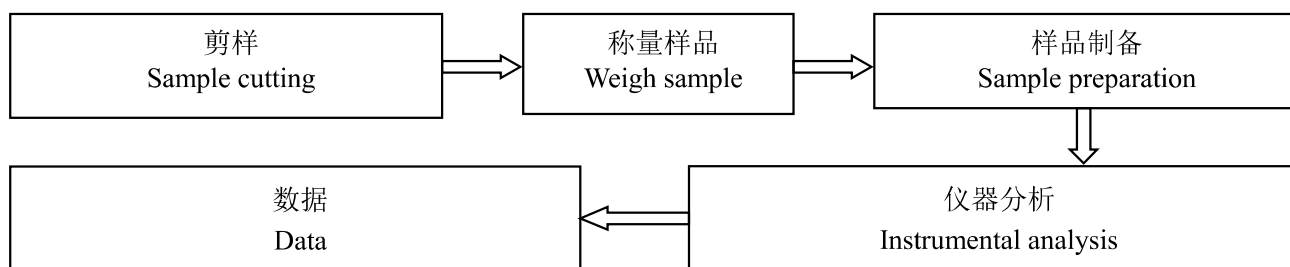 剪样
Sample cutting
称量样品
Weigh sample
样品制备
Sample preparation
仪器分析
Instrumental analysis
数据
Data